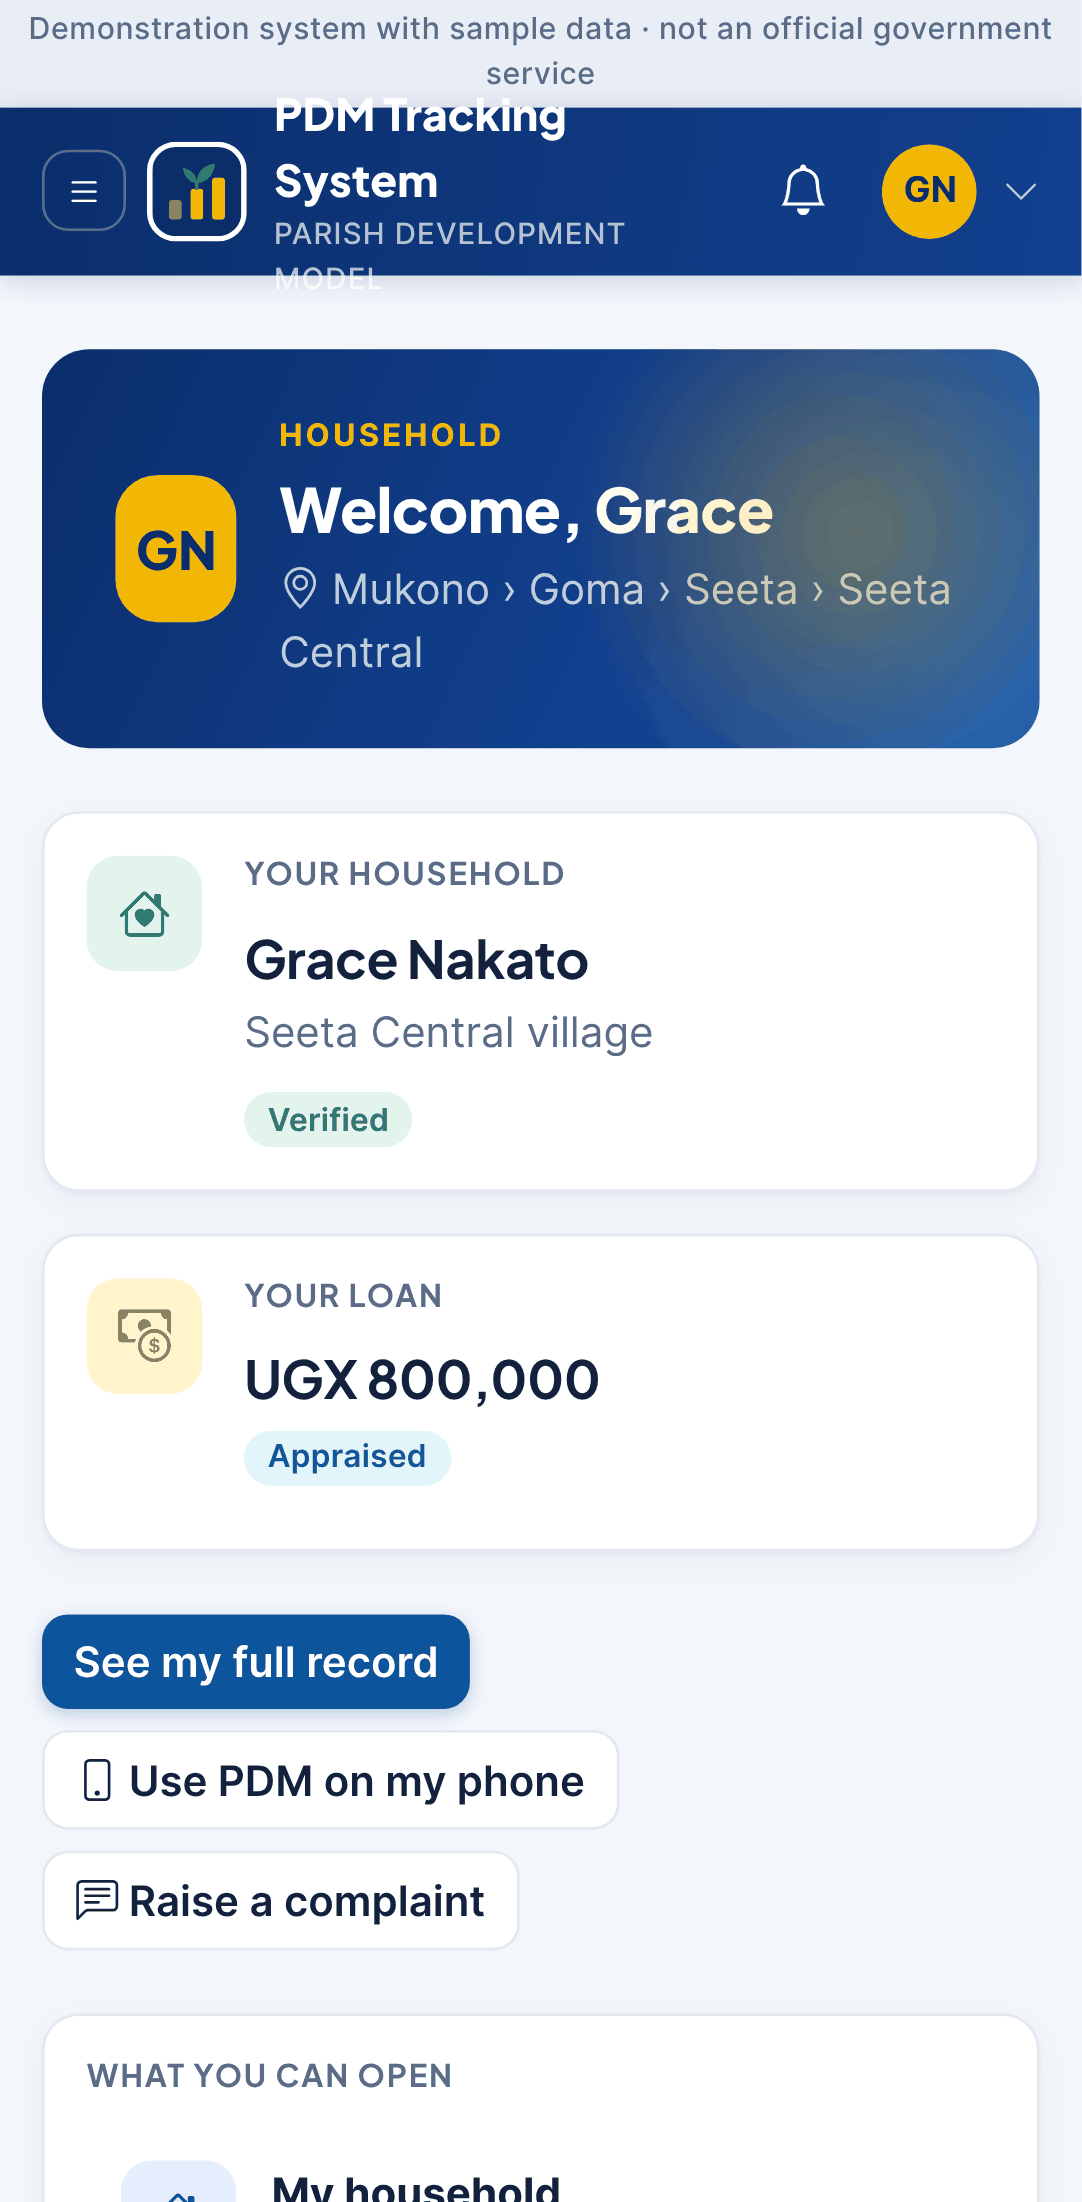 Demonstration system with sample data · not an official government
service
PDM Tracking
System
PARISH DEVELOPMENT
MODEL
GN
HOUSEHOLD
GN
Welcome, Grace
Mukono › Goma › Seeta › Seeta
Central
YOUR HOUSEHOLD
Grace Nakato
Seeta Central village
Verified
YOUR LOAN
$
UGX 800,000
Appraised
See my full record
Use PDM on my phone
Raise a complaint
WHAT YOU CAN OPEN
My household